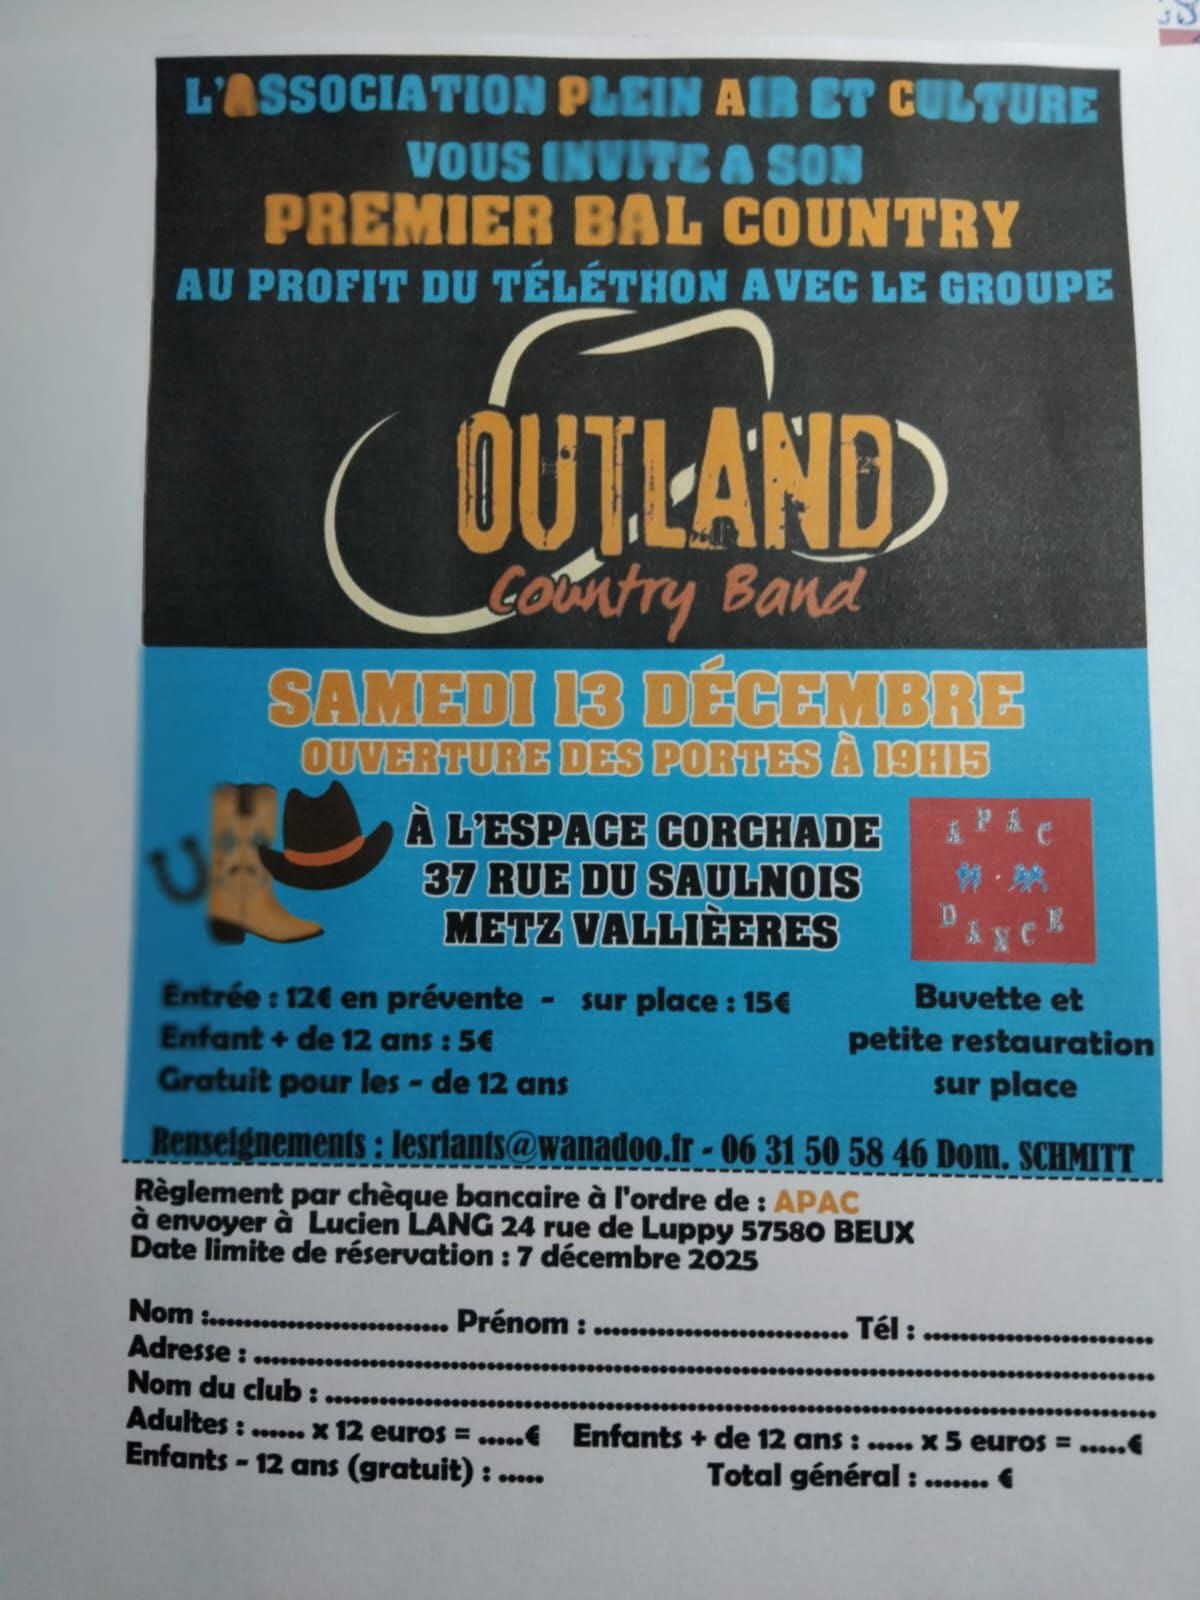 L'ASSOCIATION PLEIN AIR ET CULTURE
VOUS INVITE A SON
PREMIER BAL COUNTRY
AU PROFIT DU TÉLÉTHON AVEC LE GROUPE
OUTLAND
Country Band
SAMEDI 13 DÉCEMBRE
OUVERTURE DES PORTES À 19H15
À L'ESPACE CORCHADE
37 RUE DU SAULNOIS
METZ VALLIÈERES
APAC
DANCE
Entrée : 12€ en prévente - sur place : 15€
Enfant + de 12 ans : 5€
Gratuit pour les - de 12 ans
Buvette et
petite restauration
sur place
Renseignements : lesriants@wanadoo.fr - 06 31 50 58 46 Dom. SCHMITT
Règlement par chèque bancaire à l'ordre de : APAC
à envoyer à Lucien LANG 24 rue de Luppy 57580 BEUX
Date limite de réservation : 7 décembre 2025
Nom :............................ Prénom : ............................ Tél : .........................
Adresse : ....................................................................................................
Nom du club : ............................................................................................
Adultes : ...... x 12 euros = .....€ Enfants + de 12 ans : ..... x 5 euros = .....€
Enfants - 12 ans (gratuit) : ..... Total général : ....... €